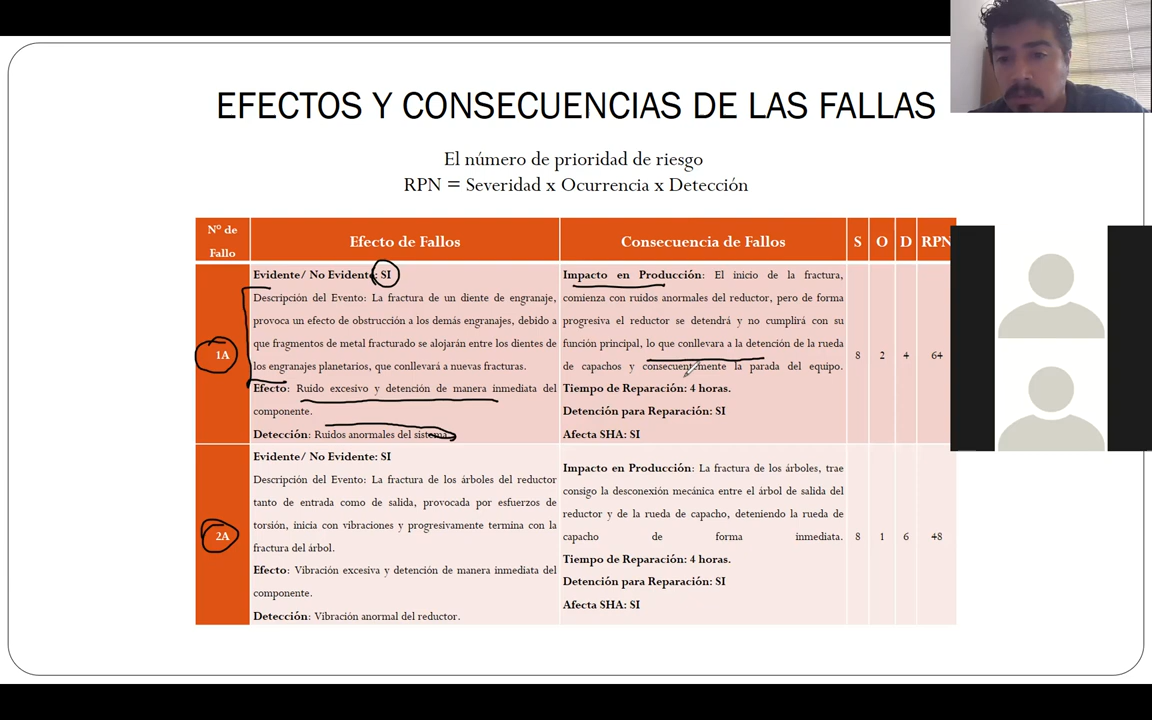 EFECTOS Y CONSECUENCIAS DE LAS FALLAS
El número de prioridad de riesgo
RPN = Severidad x Ocurrencia x Detección
N° de Fallo
Efecto de Fallos
Consecuencia de Fallos
S
O
D
RPN
1A
Evidente/ No Evidente: SI
Descripción del Evento: La fractura de un diente de engranaje,
provoca un efecto de obstrucción a los demás engranajes, debido a
que fragmentos de metal fracturado se alojarán entre los dientes de
los engranajes planetarios, que conllevará a nuevas fracturas.
Efecto: Ruido excesivo y detención de manera inmediata del
componente.
Detección: Ruidos anormales del sistema.
Impacto en Producción: El inicio de la fractura,
comienza con ruidos anormales del reductor, pero de forma
progresiva el reductor se detendrá y no cumplirá con su
función principal, lo que conllevara a la detención de la rueda
de capachos y consecuentemente la parada del equipo.
Tiempo de Reparación: 4 horas.
Detención para Reparación: SI
Afecta SHA: SI
8
2
4
64
2A
Evidente/ No Evidente: SI
Descripción del Evento: La fractura de los árboles del reductor
tanto de entrada como de salida, provocada por esfuerzos de
torsión, inicia con vibraciones y progresivamente termina con la
fractura del árbol.
Efecto: Vibración excesiva y detención de manera inmediata del
componente.
Detección: Vibración anormal del reductor.
Impacto en Producción: La fractura de los árboles, trae
consigo la desconexión mecánica entre el árbol de salida del
reductor y de la rueda de capacho, deteniendo la rueda de
capacho de forma inmediata.
Tiempo de Reparación: 4 horas.
Detención para Reparación: SI
Afecta SHA: SI
8
1
6
48